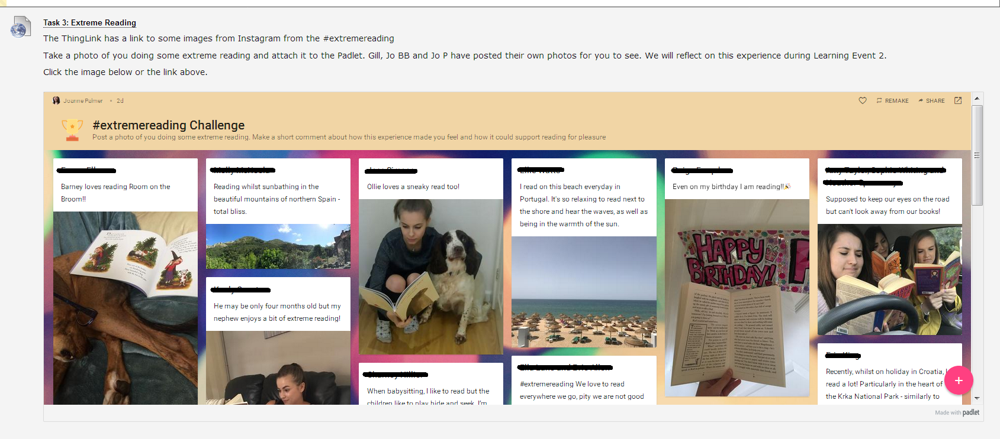 Task 3: Extreme Reading
The ThingLink has a link to some images from Instagram from the #extremereading
Take a photo of you doing some extreme reading and attach it to the Padlet. Gill, Jo BB and Jo P have posted their own photos for you to see. We will reflect on this experience during Learning Event 2.
Click the image below or the link above.
Joanne Palmer • 2d
REMAKE
SHARE
#extremereading Challenge
Post a photo of you doing some extreme reading. Make a short comment about how this experience made you feel and how it could support reading for pleasure
Barney loves reading Room on the
Broom!!
Reading whilst sunbathing in the
beautiful mountains of northern Spain -
total bliss.
He may be only four months old but my
nephew enjoys a bit of extreme reading!
Ollie loves a sneaky read too!
When babysitting, I like to read but the
children like to play hide and seek. I'm
I read on this beach everyday in
Portugal. It's so relaxing to read next to
the shore and hear the waves, as well as
being in the warmth of the sun.
#extremereading We love to read
everywhere we go, pity we are not good
Even on my birthday I am reading!!🎉
HAPPY
BIRTHDAY!
Supposed to keep our eyes on the road
but can't look away from our books!
Recently, whilst on holiday in Croatia, I
read a lot! Particularly in the heart of
the Krka National Park - similarly to
+
Made with padlet